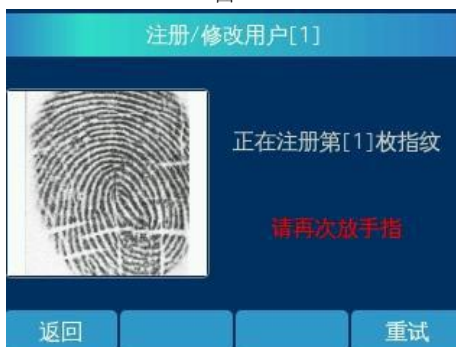 注册/修改用户[1]
正在注册第[1]枚指纹
请再次放手指
返回
重试